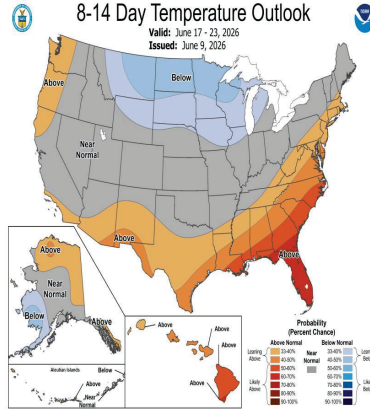 8-14 Day Temperature Outlook
Valid: June 17 - 23, 2026
Issued: June 9, 2026
Above
Below
Near
Normal
Above
Above
Above
Near
Normal
Below
Above
Aleutian Islands
Below
Above
Near
Normal
Above
Above
Above
Above
Probability
(Percent Chance)
Above Normal
Near
Normal
Below Normal
Leaning
Above
Likely
Above
33-40%
40-50%
50-60%
60-70%
70-80%
80-90%
90-100%
33-40%
40-50%
50-60%
60-70%
70-80%
80-90%
90-100%